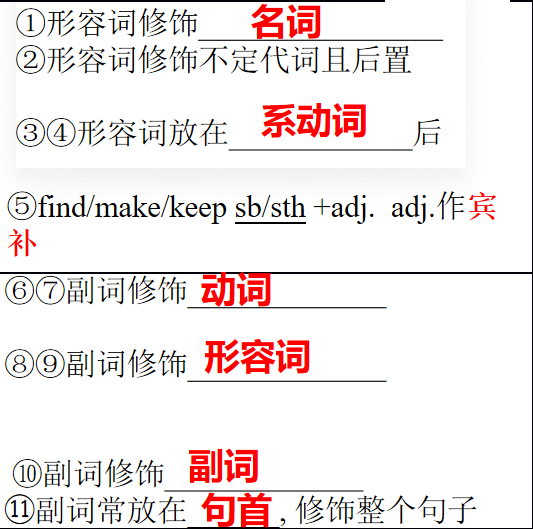 ①形容词修饰名词
②形容词修饰不定代词且后置
③④形容词放在系动词后
⑤find/make/keep sb/sth +adj. adj.作宾
补
⑥⑦副词修饰动词
⑧⑨副词修饰形容词
⑩副词修饰副词
⑪副词常放在句首, 修饰整个句子